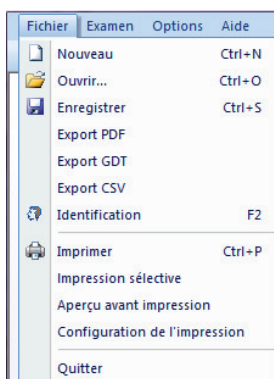 Fichier Examen Options Aide
Nouveau Ctrl+N
Ouvrir... Ctrl+O
Enregistrer Ctrl+S
Export PDF
Export GDT
Export CSV
Identification F2
Imprimer Ctrl+P
Impression sélective
Aperçu avant impression
Configuration de l'impression
Quitter